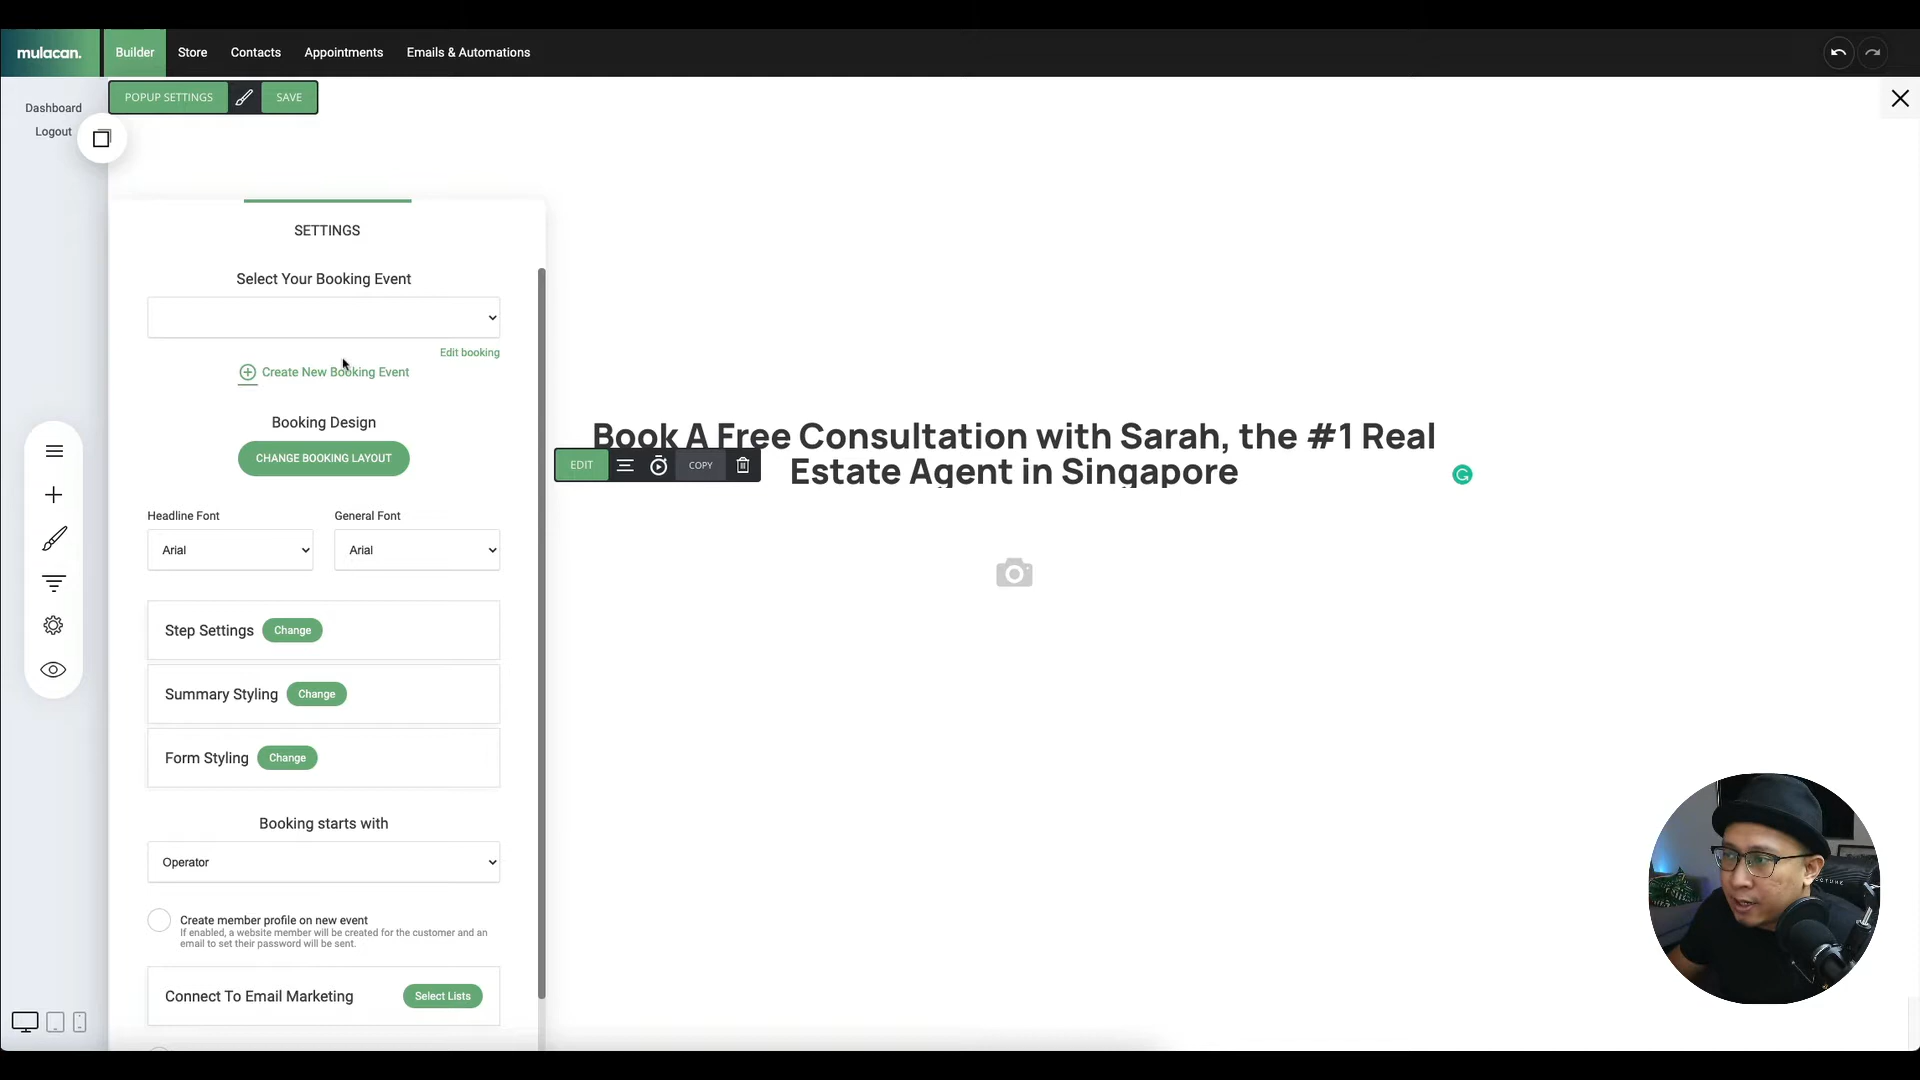 mulacan.
Builder
Store
Contacts
Appointments
Emails & Automations
Dashboard
Logout
POPUP SETTINGS
SAVE
SETTINGS
Select Your Booking Event
Edit booking
Create New Booking Event
Booking Design
CHANGE BOOKING LAYOUT
Headline Font
General Font
Arial
Arial
Step Settings
Change
Summary Styling
Change
Form Styling
Change
Booking starts with
Operator
Create member profile on new event
If enabled, a website member will be created for the customer and an
email to set their password will be sent.
Connect To Email Marketing
Select Lists
Book A Free Consultation with Sarah, the #1 Real
Estate Agent in Singapore
EDIT
COPY